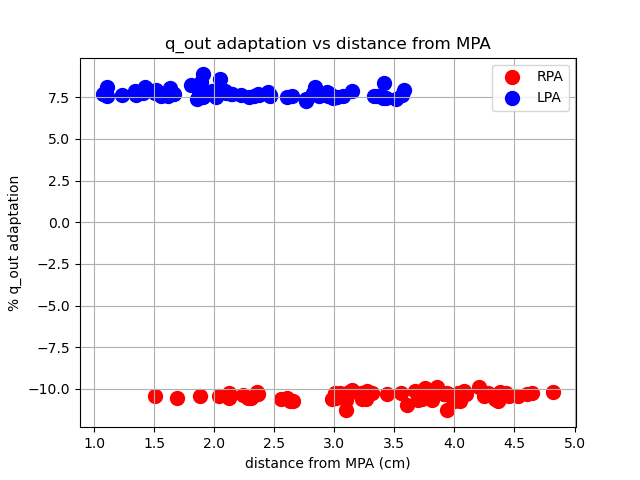 q_out adaptation vs distance from MPA
RPA
LPA
% q_out adaptation
7.5
5.0
2.5
0.0
−2.5
−5.0
−7.5
−10.0
1.0 1.5 2.0 2.5 3.0 3.5 4.0 4.5 5.0
distance from MPA (cm)